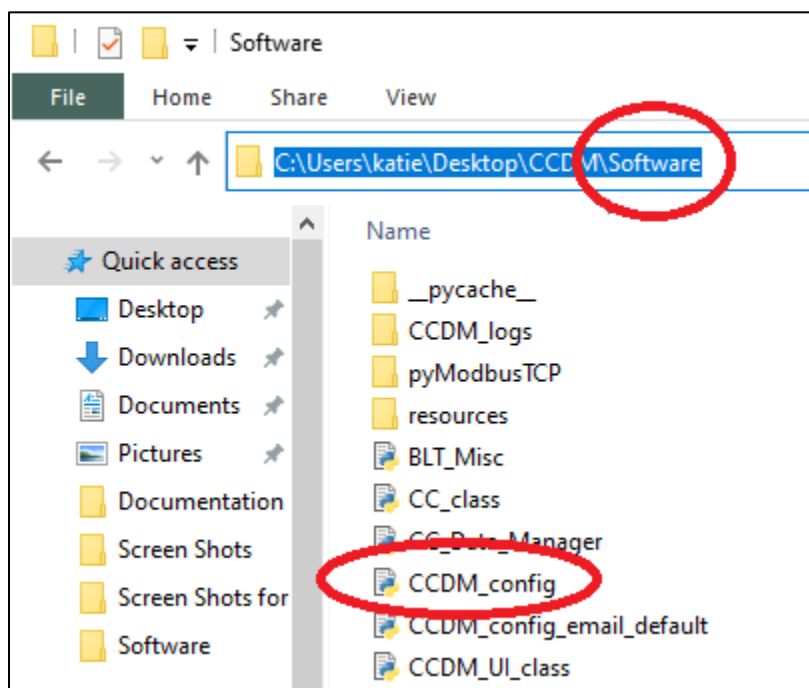 Software
File Home Share View
C:\Users\katie\Desktop\CCDM\Software
Name
Quick access
Desktop
Downloads
Documents
Pictures
Documentation
Screen Shots
Screen Shots for
Software
__pycache__
CCDM_logs
pyModbusTCP
resources
BLT_Misc
CC_class
CC_Data_Manager
CCDM_config
CCDM_config_email_default
CCDM_UI_class